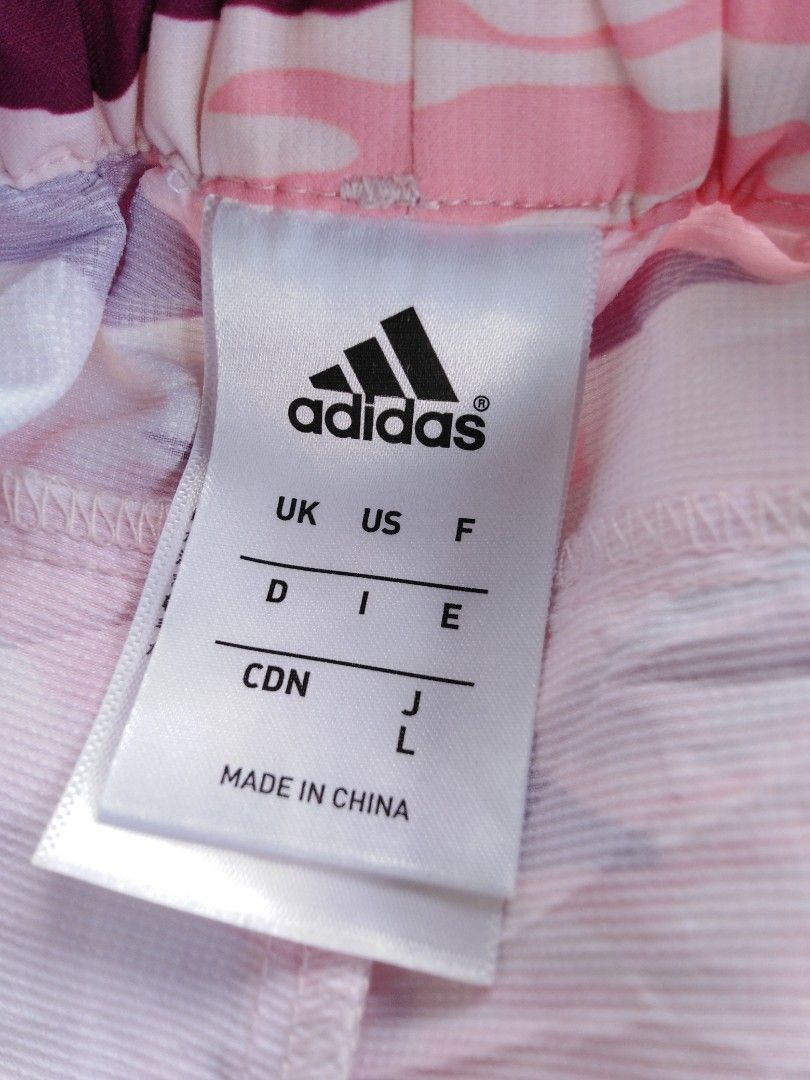 adidas®
UK US F
D I E
CDN J
L
MADE IN CHINA